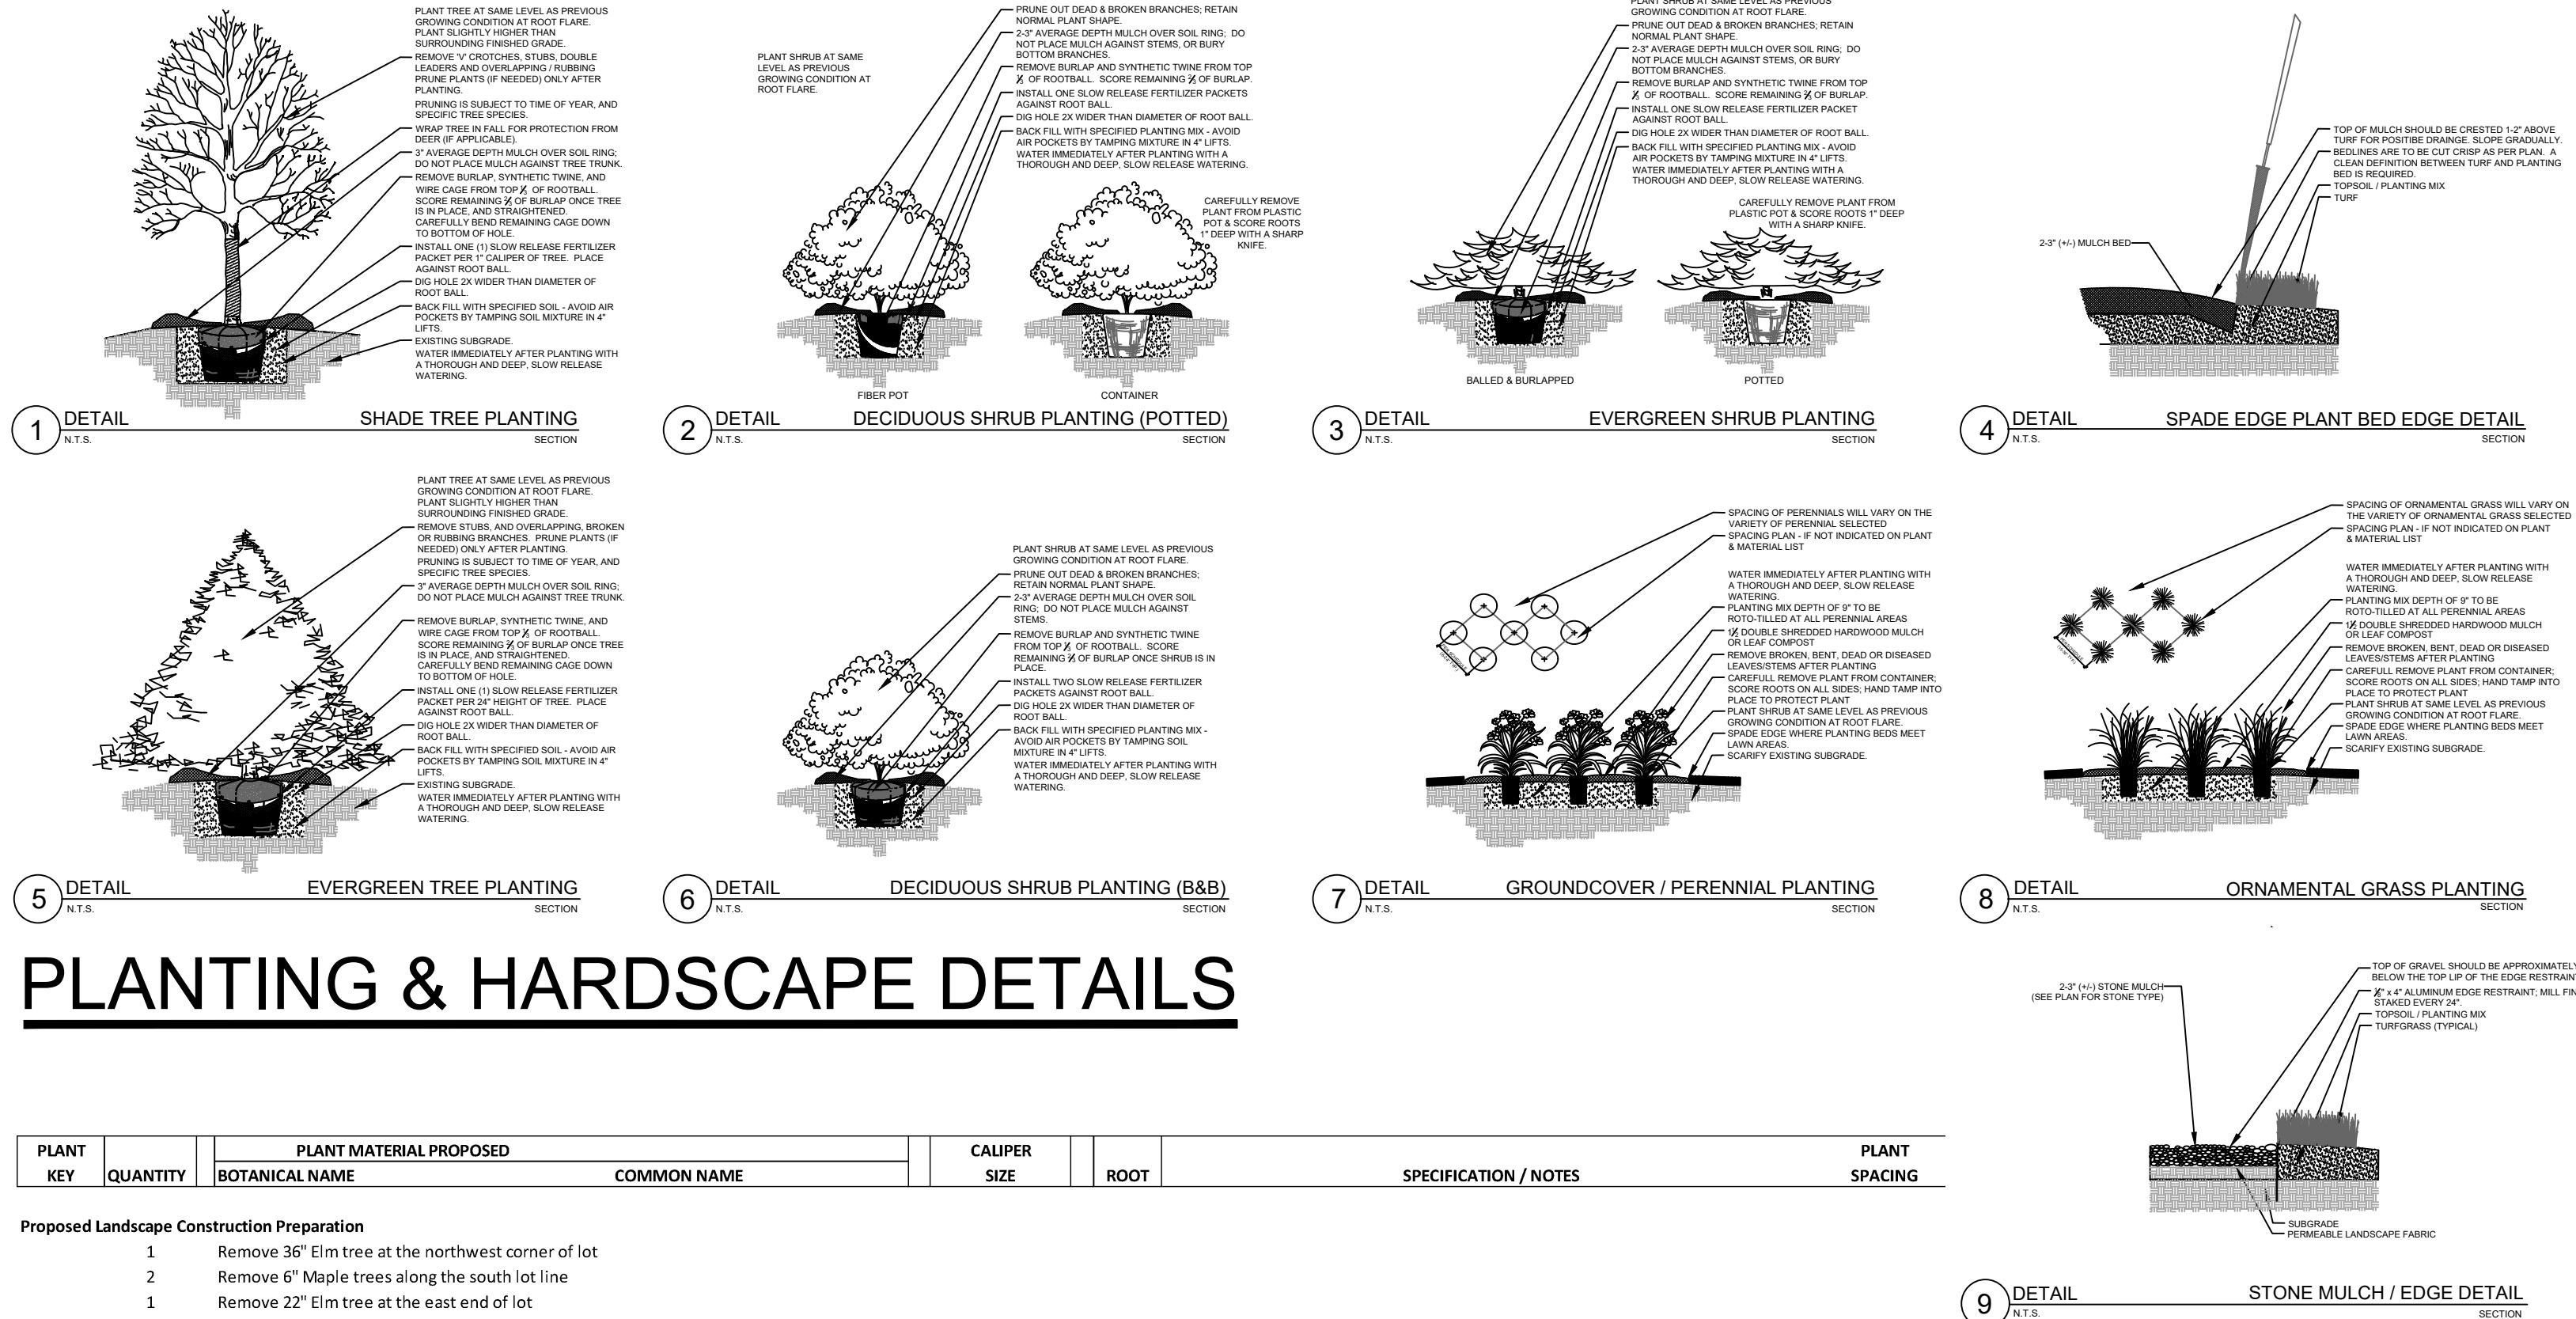 PLANT TREE AT SAME LEVEL AS PREVIOUS
GROWING CONDITION AT ROOT FLARE.
PLANT SLIGHTLY HIGHER THAN
SURROUNDING FINISHED GRADE.
REMOVE 'V' CROTCHES, STUBS, DOUBLE
LEADERS AND OVERLAPPING / RUBBING
PRUNE PLANTS (IF NEEDED) ONLY AFTER
PLANTING.
PRUNING IS SUBJECT TO TIME OF YEAR, AND
SPECIFIC TREE SPECIES.
WRAP TREE IN FALL FOR PROTECTION FROM
DEER (IF APPLICABLE).
3" AVERAGE DEPTH MULCH OVER SOIL RING;
DO NOT PLACE MULCH AGAINST TREE TRUNK.
REMOVE BURLAP, SYNTHETIC TWINE, AND
WIRE CAGE FROM TOP ⅓ OF ROOTBALL.
SCORE REMAINING ⅔ OF BURLAP ONCE TREE
IS IN PLACE, AND STRAIGHTENED.
CAREFULLY BEND REMAINING CAGE DOWN
TO BOTTOM OF HOLE.
INSTALL ONE (1) SLOW RELEASE FERTILIZER
PACKET PER 1" CALIPER OF TREE. PLACE
AGAINST ROOT BALL.
DIG HOLE 2X WIDER THAN DIAMETER OF
ROOT BALL.
BACK FILL WITH SPECIFIED SOIL - AVOID AIR
POCKETS BY TAMPING SOIL MIXTURE IN 4"
LIFTS.
EXISTING SUBGRADE.
WATER IMMEDIATELY AFTER PLANTING WITH
A THOROUGH AND DEEP, SLOW RELEASE
WATERING.
1 DETAIL SHADE TREE PLANTING
N.T.S. SECTION
PLANT SHRUB AT SAME
LEVEL AS PREVIOUS
GROWING CONDITION AT
ROOT FLARE.
PRUNE OUT DEAD & BROKEN BRANCHES; RETAIN
NORMAL PLANT SHAPE.
2-3" AVERAGE DEPTH MULCH OVER SOIL RING; DO
NOT PLACE MULCH AGAINST STEMS, OR BURY
BOTTOM BRANCHES.
REMOVE BURLAP AND SYNTHETIC TWINE FROM TOP
⅓ OF ROOTBALL. SCORE REMAINING ⅔ OF BURLAP.
INSTALL ONE SLOW RELEASE FERTILIZER PACKETS
AGAINST ROOT BALL.
DIG HOLE 2X WIDER THAN DIAMETER OF ROOT BALL.
BACK FILL WITH SPECIFIED PLANTING MIX - AVOID
AIR POCKETS BY TAMPING MIXTURE IN 4" LIFTS.
WATER IMMEDIATELY AFTER PLANTING WITH A
THOROUGH AND DEEP, SLOW RELEASE WATERING.
CAREFULLY REMOVE
PLANT FROM PLASTIC
POT & SCORE ROOTS
1" DEEP WITH A SHARP
KNIFE.
FIBER POT
CONTAINER
2 DETAIL DECIDUOUS SHRUB PLANTING (POTTED)
N.T.S. SECTION
PLANT SHRUB AT SAME LEVEL AS PREVIOUS
GROWING CONDITION AT ROOT FLARE.
PRUNE OUT DEAD & BROKEN BRANCHES; RETAIN
NORMAL PLANT SHAPE.
2-3" AVERAGE DEPTH MULCH OVER SOIL RING; DO
NOT PLACE MULCH AGAINST STEMS, OR BURY
BOTTOM BRANCHES.
REMOVE BURLAP AND SYNTHETIC TWINE FROM TOP
⅓ OF ROOTBALL. SCORE REMAINING ⅔ OF BURLAP.
INSTALL ONE SLOW RELEASE FERTILIZER PACKET
AGAINST ROOT BALL.
DIG HOLE 2X WIDER THAN DIAMETER OF ROOT BALL.
BACK FILL WITH SPECIFIED PLANTING MIX - AVOID
AIR POCKETS BY TAMPING MIXTURE IN 4" LIFTS.
WATER IMMEDIATELY AFTER PLANTING WITH A
THOROUGH AND DEEP, SLOW RELEASE WATERING.
CAREFULLY REMOVE PLANT FROM
PLASTIC POT & SCORE ROOTS 1" DEEP
WITH A SHARP KNIFE.
BALLED & BURLAPPED
POTTED
3 DETAIL EVERGREEN SHRUB PLANTING
N.T.S. SECTION
TOP OF MULCH SHOULD BE CRESTED 1-2" ABOVE
TURF FOR POSITIBE DRAINGE. SLOPE GRADUALLY.
BEDLINES ARE TO BE CUT CRISP AS PER PLAN. A
CLEAN DEFINITION BETWEEN TURF AND PLANTING
BED IS REQUIRED.
TOPSOIL / PLANTING MIX
TURF
2-3" (+/-) MULCH BED
4 DETAIL SPADE EDGE PLANT BED EDGE DETAIL
N.T.S. SECTION
PLANT TREE AT SAME LEVEL AS PREVIOUS
GROWING CONDITION AT ROOT FLARE.
PLANT SLIGHTLY HIGHER THAN
SURROUNDING FINISHED GRADE.
REMOVE STUBS, AND OVERLAPPING, BROKEN
OR RUBBING BRANCHES. PRUNE PLANTS (IF
NEEDED) ONLY AFTER PLANTING.
PRUNING IS SUBJECT TO TIME OF YEAR, AND
SPECIFIC TREE SPECIES.
3" AVERAGE DEPTH MULCH OVER SOIL RING;
DO NOT PLACE MULCH AGAINST TREE TRUNK.
REMOVE BURLAP, SYNTHETIC TWINE, AND
WIRE CAGE FROM TOP ⅓ OF ROOTBALL.
SCORE REMAINING ⅔ OF BURLAP ONCE TREE
IS IN PLACE, AND STRAIGHTENED.
CAREFULLY BEND REMAINING CAGE DOWN
TO BOTTOM OF HOLE.
INSTALL ONE (1) SLOW RELEASE FERTILIZER
PACKET PER 24" HEIGHT OF TREE. PLACE
AGAINST ROOT BALL.
DIG HOLE 2X WIDER THAN DIAMETER OF
ROOT BALL.
BACK FILL WITH SPECIFIED SOIL - AVOID AIR
POCKETS BY TAMPING SOIL MIXTURE IN 4"
LIFTS.
EXISTING SUBGRADE.
WATER IMMEDIATELY AFTER PLANTING WITH
A THOROUGH AND DEEP, SLOW RELEASE
WATERING.
5 DETAIL EVERGREEN TREE PLANTING
N.T.S. SECTION
PLANT SHRUB AT SAME LEVEL AS PREVIOUS
GROWING CONDITION AT ROOT FLARE.
PRUNE OUT DEAD & BROKEN BRANCHES;
RETAIN NORMAL PLANT SHAPE.
2-3" AVERAGE DEPTH MULCH OVER SOIL
RING; DO NOT PLACE MULCH AGAINST
STEMS.
REMOVE BURLAP AND SYNTHETIC TWINE
FROM TOP ⅓ OF ROOTBALL. SCORE
REMAINING ⅔ OF BURLAP ONCE SHRUB IS IN
PLACE.
INSTALL TWO SLOW RELEASE FERTILIZER
PACKETS AGAINST ROOT BALL.
DIG HOLE 2X WIDER THAN DIAMETER OF
ROOT BALL.
BACK FILL WITH SPECIFIED PLANTING MIX -
AVOID AIR POCKETS BY TAMPING SOIL
MIXTURE IN 4" LIFTS.
WATER IMMEDIATELY AFTER PLANTING WITH
A THOROUGH AND DEEP, SLOW RELEASE
WATERING.
6 DETAIL DECIDUOUS SHRUB PLANTING (B&B)
N.T.S. SECTION
SPACING OF PERENNIALS WILL VARY ON THE
VARIETY OF PERENNIAL SELECTED
SPACING PLAN - IF NOT INDICATED ON PLANT
& MATERIAL LIST
WATER IMMEDIATELY AFTER PLANTING WITH
A THOROUGH AND DEEP, SLOW RELEASE
WATERING.
PLANTING MIX DEPTH OF 9" TO BE
ROTO-TILLED AT ALL PERENNIAL AREAS
1½ DOUBLE SHREDDED HARDWOOD MULCH
OR LEAF COMPOST
REMOVE BROKEN, BENT, DEAD OR DISEASED
LEAVES/STEMS AFTER PLANTING
CAREFULL REMOVE PLANT FROM CONTAINER;
SCORE ROOTS ON ALL SIDES; HAND TAMP INTO
PLACE TO PROTECT PLANT
PLANT SHRUB AT SAME LEVEL AS PREVIOUS
GROWING CONDITION AT ROOT FLARE.
SPADE EDGE WHERE PLANTING BEDS MEET
LAWN AREAS.
SCARIFY EXISTING SUBGRADE.
7 DETAIL GROUNDCOVER / PERENNIAL PLANTING
N.T.S. SECTION
SPACING OF ORNAMENTAL GRASS WILL VARY ON
THE VARIETY OF ORNAMENTAL GRASS SELECTED
SPACING PLAN - IF NOT INDICATED ON PLANT
& MATERIAL LIST
WATER IMMEDIATELY AFTER PLANTING WITH
A THOROUGH AND DEEP, SLOW RELEASE
WATERING.
PLANTING MIX DEPTH OF 9" TO BE
ROTO-TILLED AT ALL PERENNIAL AREAS
1½ DOUBLE SHREDDED HARDWOOD MULCH
OR LEAF COMPOST
REMOVE BROKEN, BENT, DEAD OR DISEASED
LEAVES/STEMS AFTER PLANTING
CAREFULL REMOVE PLANT FROM CONTAINER;
SCORE ROOTS ON ALL SIDES; HAND TAMP INTO
PLACE TO PROTECT PLANT
PLANT SHRUB AT SAME LEVEL AS PREVIOUS
GROWING CONDITION AT ROOT FLARE.
SPADE EDGE WHERE PLANTING BEDS MEET
LAWN AREAS.
SCARIFY EXISTING SUBGRADE.
8 DETAIL ORNAMENTAL GRASS PLANTING
N.T.S. SECTION
PLANTING & HARDSCAPE DETAILS
TOP OF GRAVEL SHOULD BE APPROXIMATELY
BELOW THE TOP LIP OF THE EDGE RESTRAIN
x 4" ALUMINUM EDGE RESTRAINT; MILL FIN
STAKED EVERY 24".
TOPSOIL / PLANTING MIX
TURFGRASS (TYPICAL)
2-3" (+/-) STONE MULCH
(SEE PLAN FOR STONE TYPE)
SUBGRADE
PERMEABLE LANDSCAPE FABRIC
9 DETAIL STONE MULCH / EDGE DETAIL
N.T.S. SECTION
PLANT PLANT MATERIAL PROPOSED CALIPER PLANT
KEY QUANTITY BOTANICAL NAME COMMON NAME SIZE ROOT SPECIFICATION / NOTES SPACING
Proposed Landscape Construction Preparation
1 Remove 36" Elm tree at the northwest corner of lot
2 Remove 6" Maple trees along the south lot line
1 Remove 22" Elm tree at the east end of lot